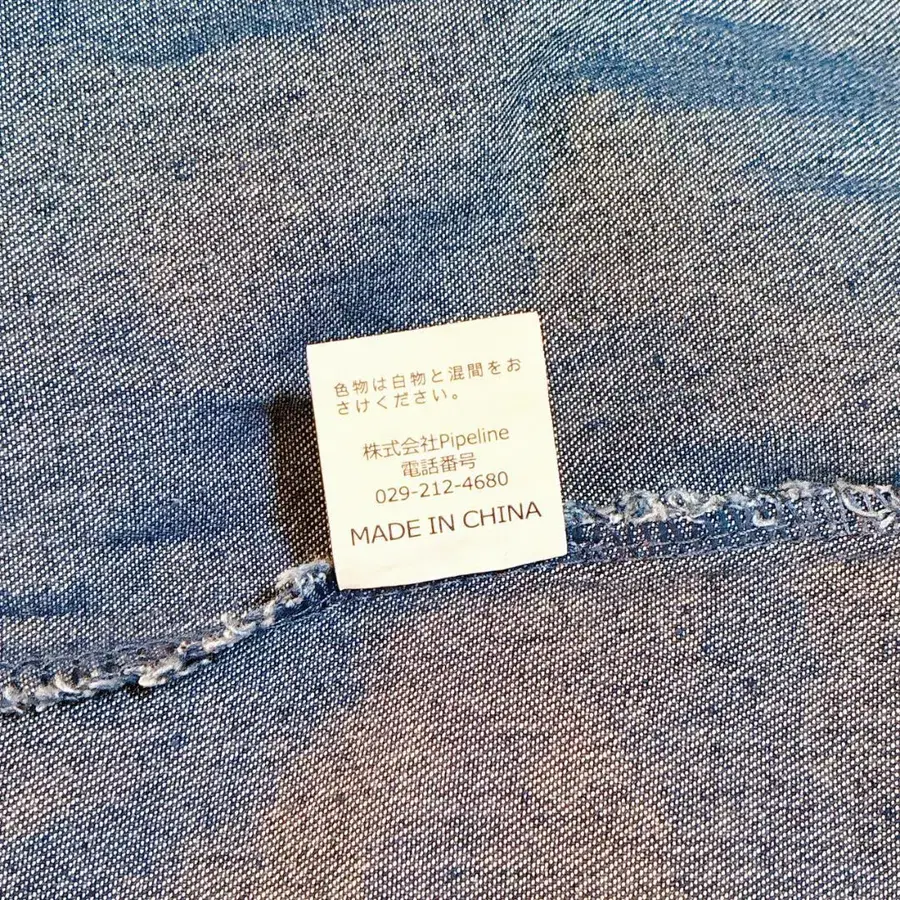 色物は白物と混間をお
さけください。
株式会社Pipeline
電話番号
029-212-4680
MADE IN CHINA